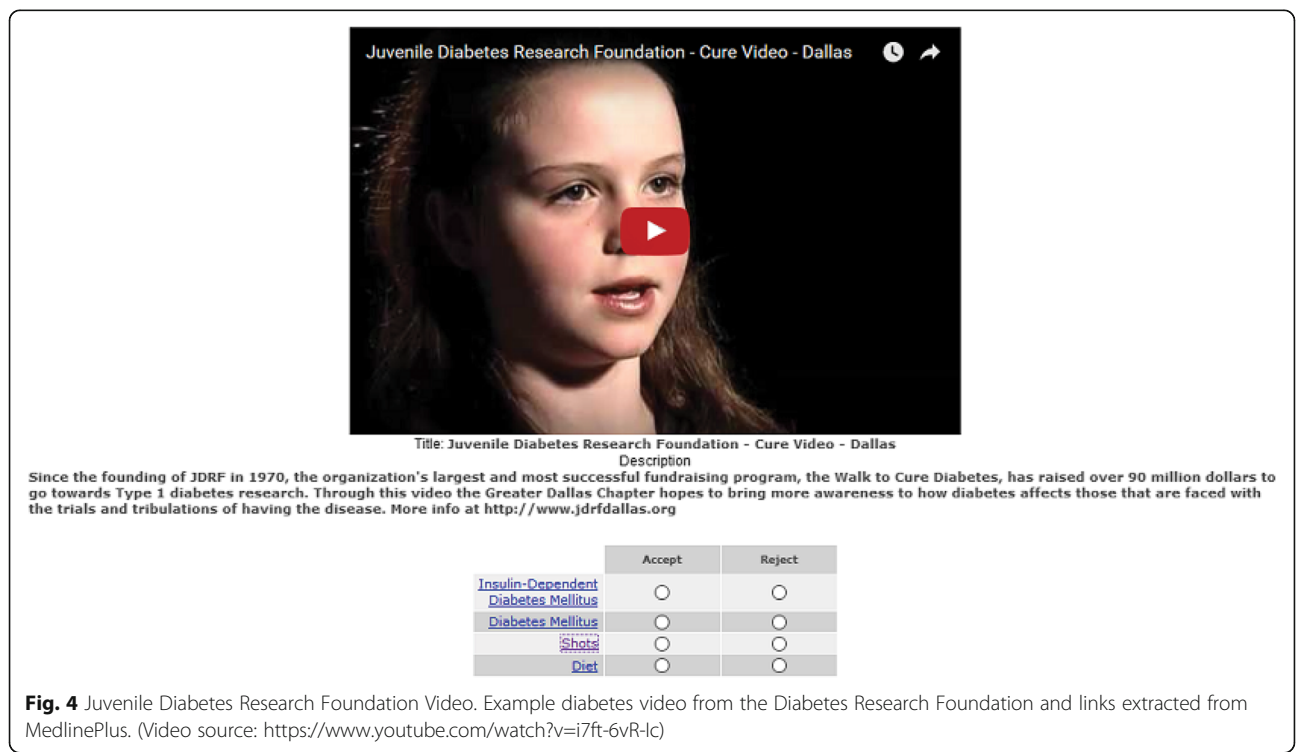 Juvenile Diabetes Research Foundation - Cure Video - Dallas
Title: Juvenile Diabetes Research Foundation - Cure Video - Dallas
Description
Since the founding of JDRF in 1970, the organization's largest and most successful fundraising program, the Walk to Cure Diabetes, has raised over 90 million dollars to
go towards Type 1 diabetes research. Through this video the Greater Dallas Chapter hopes to bring more awareness to how diabetes affects those that are faced with
the trials and tribulations of having the disease. More info at http://www.jdrfdallas.org
Accept Reject
Insulin-Dependent
Diabetes Mellitus
Diabetes Mellitus
Shots
Diet
Fig. 4 Juvenile Diabetes Research Foundation Video. Example diabetes video from the Diabetes Research Foundation and links extracted from
MedlinePlus. (Video source: https://www.youtube.com/watch?v=i7ft-6vR-Ic)